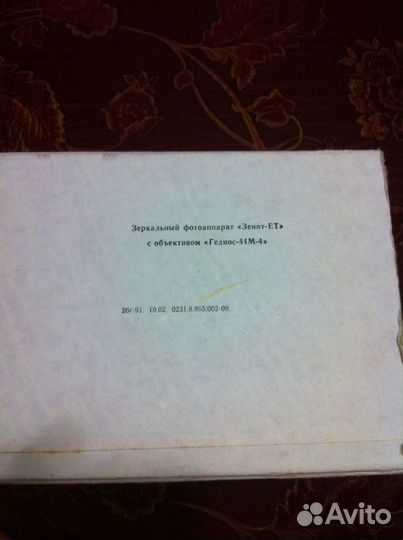 Зеркальный фотоаппарат «Зенит-ЕТ»
с объективом «Гелиос-44М-4»
26г-91. 19.02. 0231.8.865.002-09.
Avito